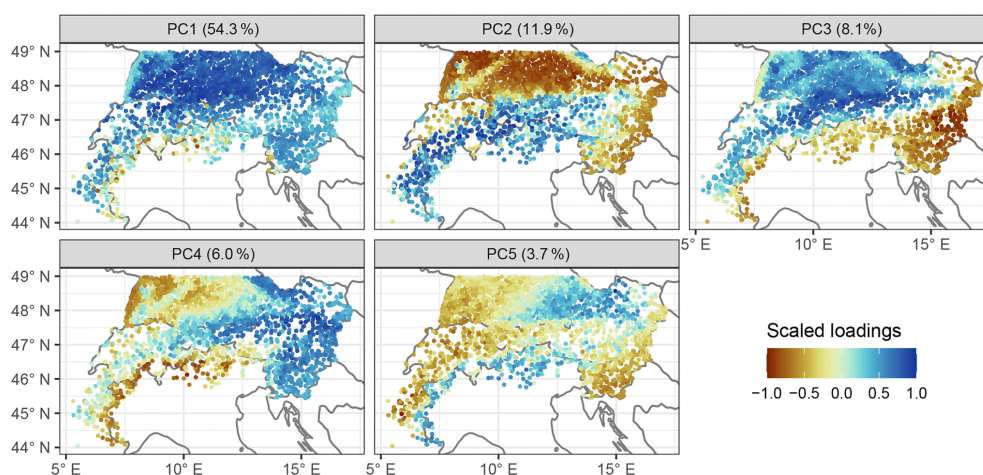 PC1 (54.3 %)
PC2 (11.9 %)
PC3 (8.1%)
49° N
48° N
47° N
46° N
45° N
44° N
5° E
10° E
15° E
PC4 (6.0 %)
PC5 (3.7 %)
49° N
48° N
47° N
46° N
45° N
44° N
5° E
10° E
15° E
5° E
10° E
15° E
Scaled loadings
−1.0
−0.5
0.0
0.5
1.0